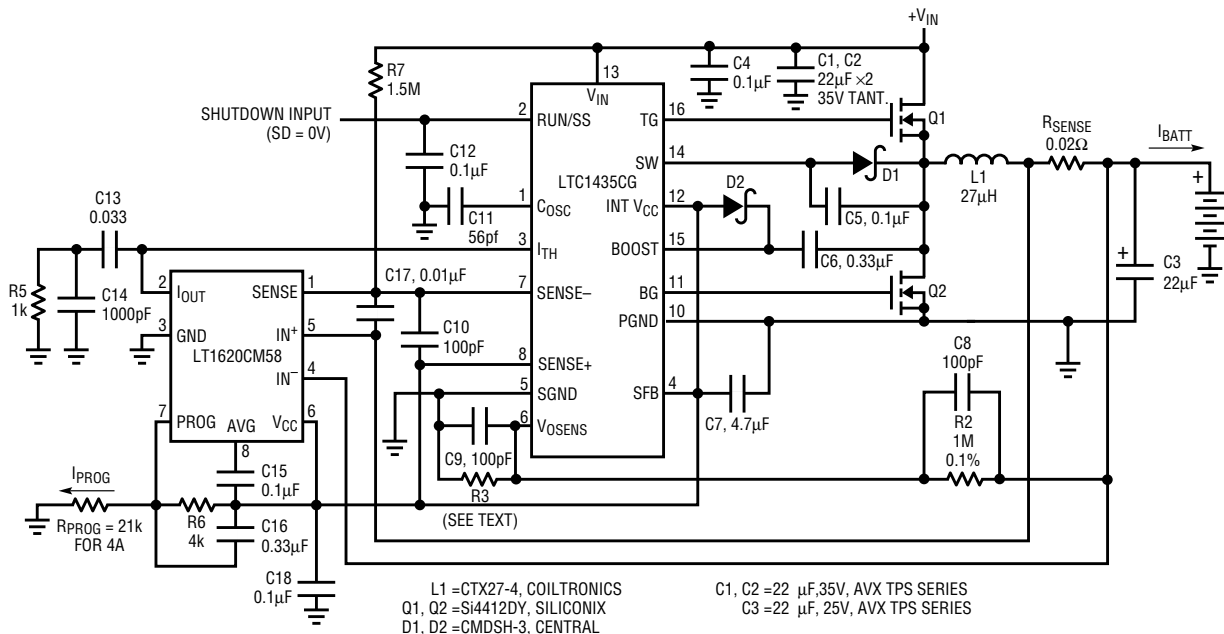 +VIN
R7
1.5M
C4
0.1µF
C1, C2
22µF ×2
35V TANT.
13
VIN
SHUTDOWN INPUT
(SD = 0V)
2
RUN/SS
TG
16
Q1
RSENSE
0.02Ω
IBATT
C12
0.1µF
SW
14
D1
L1
27µH
LTC1435CG
D2
1
COSC
C11
56pf
INT VCC
12
C5, 0.1µF
C13
0.033
3
ITH
BOOST
15
C6, 0.33µF
+
+
C3
22µF
C17, 0.01µF
R5
1k
C14
1000pF
2
IOUT
SENSE
1
7
SENSE–
BG
11
Q2
3
GND
IN+
5
C10
100pF
PGND
10
LT1620CM58
IN–
4
8
SENSE+
C8
100pF
5
SGND
SFB
4
C7, 4.7µF
7
PROG
AVG
VCC
6
6
VOSENS
R2
1M
0.1%
8
C9, 100pF
IPROG
C15
0.1µF
R3
(SEE TEXT)
RPROG = 21k
FOR 4A
R6
4k
C16
0.33µF
C18
0.1µF
L1 =CTX27-4, COILTRONICS
Q1, Q2 =Si4412DY, SILICONIX
D1, D2 =CMDSH-3, CENTRAL
C1, C2 =22 µF,35V, AVX TPS SERIES
C3 =22 µF, 25V, AVX TPS SERIES